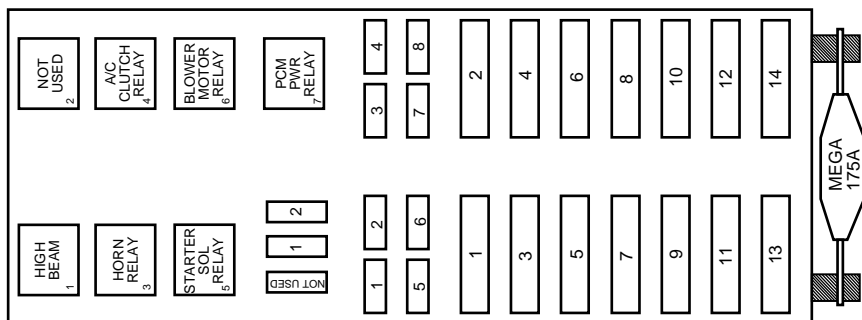 NOT
USED
2
A/C
CLUTCH
RELAY
4
BLOWER
MOTOR
RELAY
6
PCM
PWR
RELAY
7
4
8
3
7
2
4
6
8
10
12
14
MEGA
175A
HIGH
BEAM
1
HORN
RELAY
3
STARTER
SOL
RELAY
5
2
1
NOT USED
2
6
1
5
1
3
5
7
9
11
13